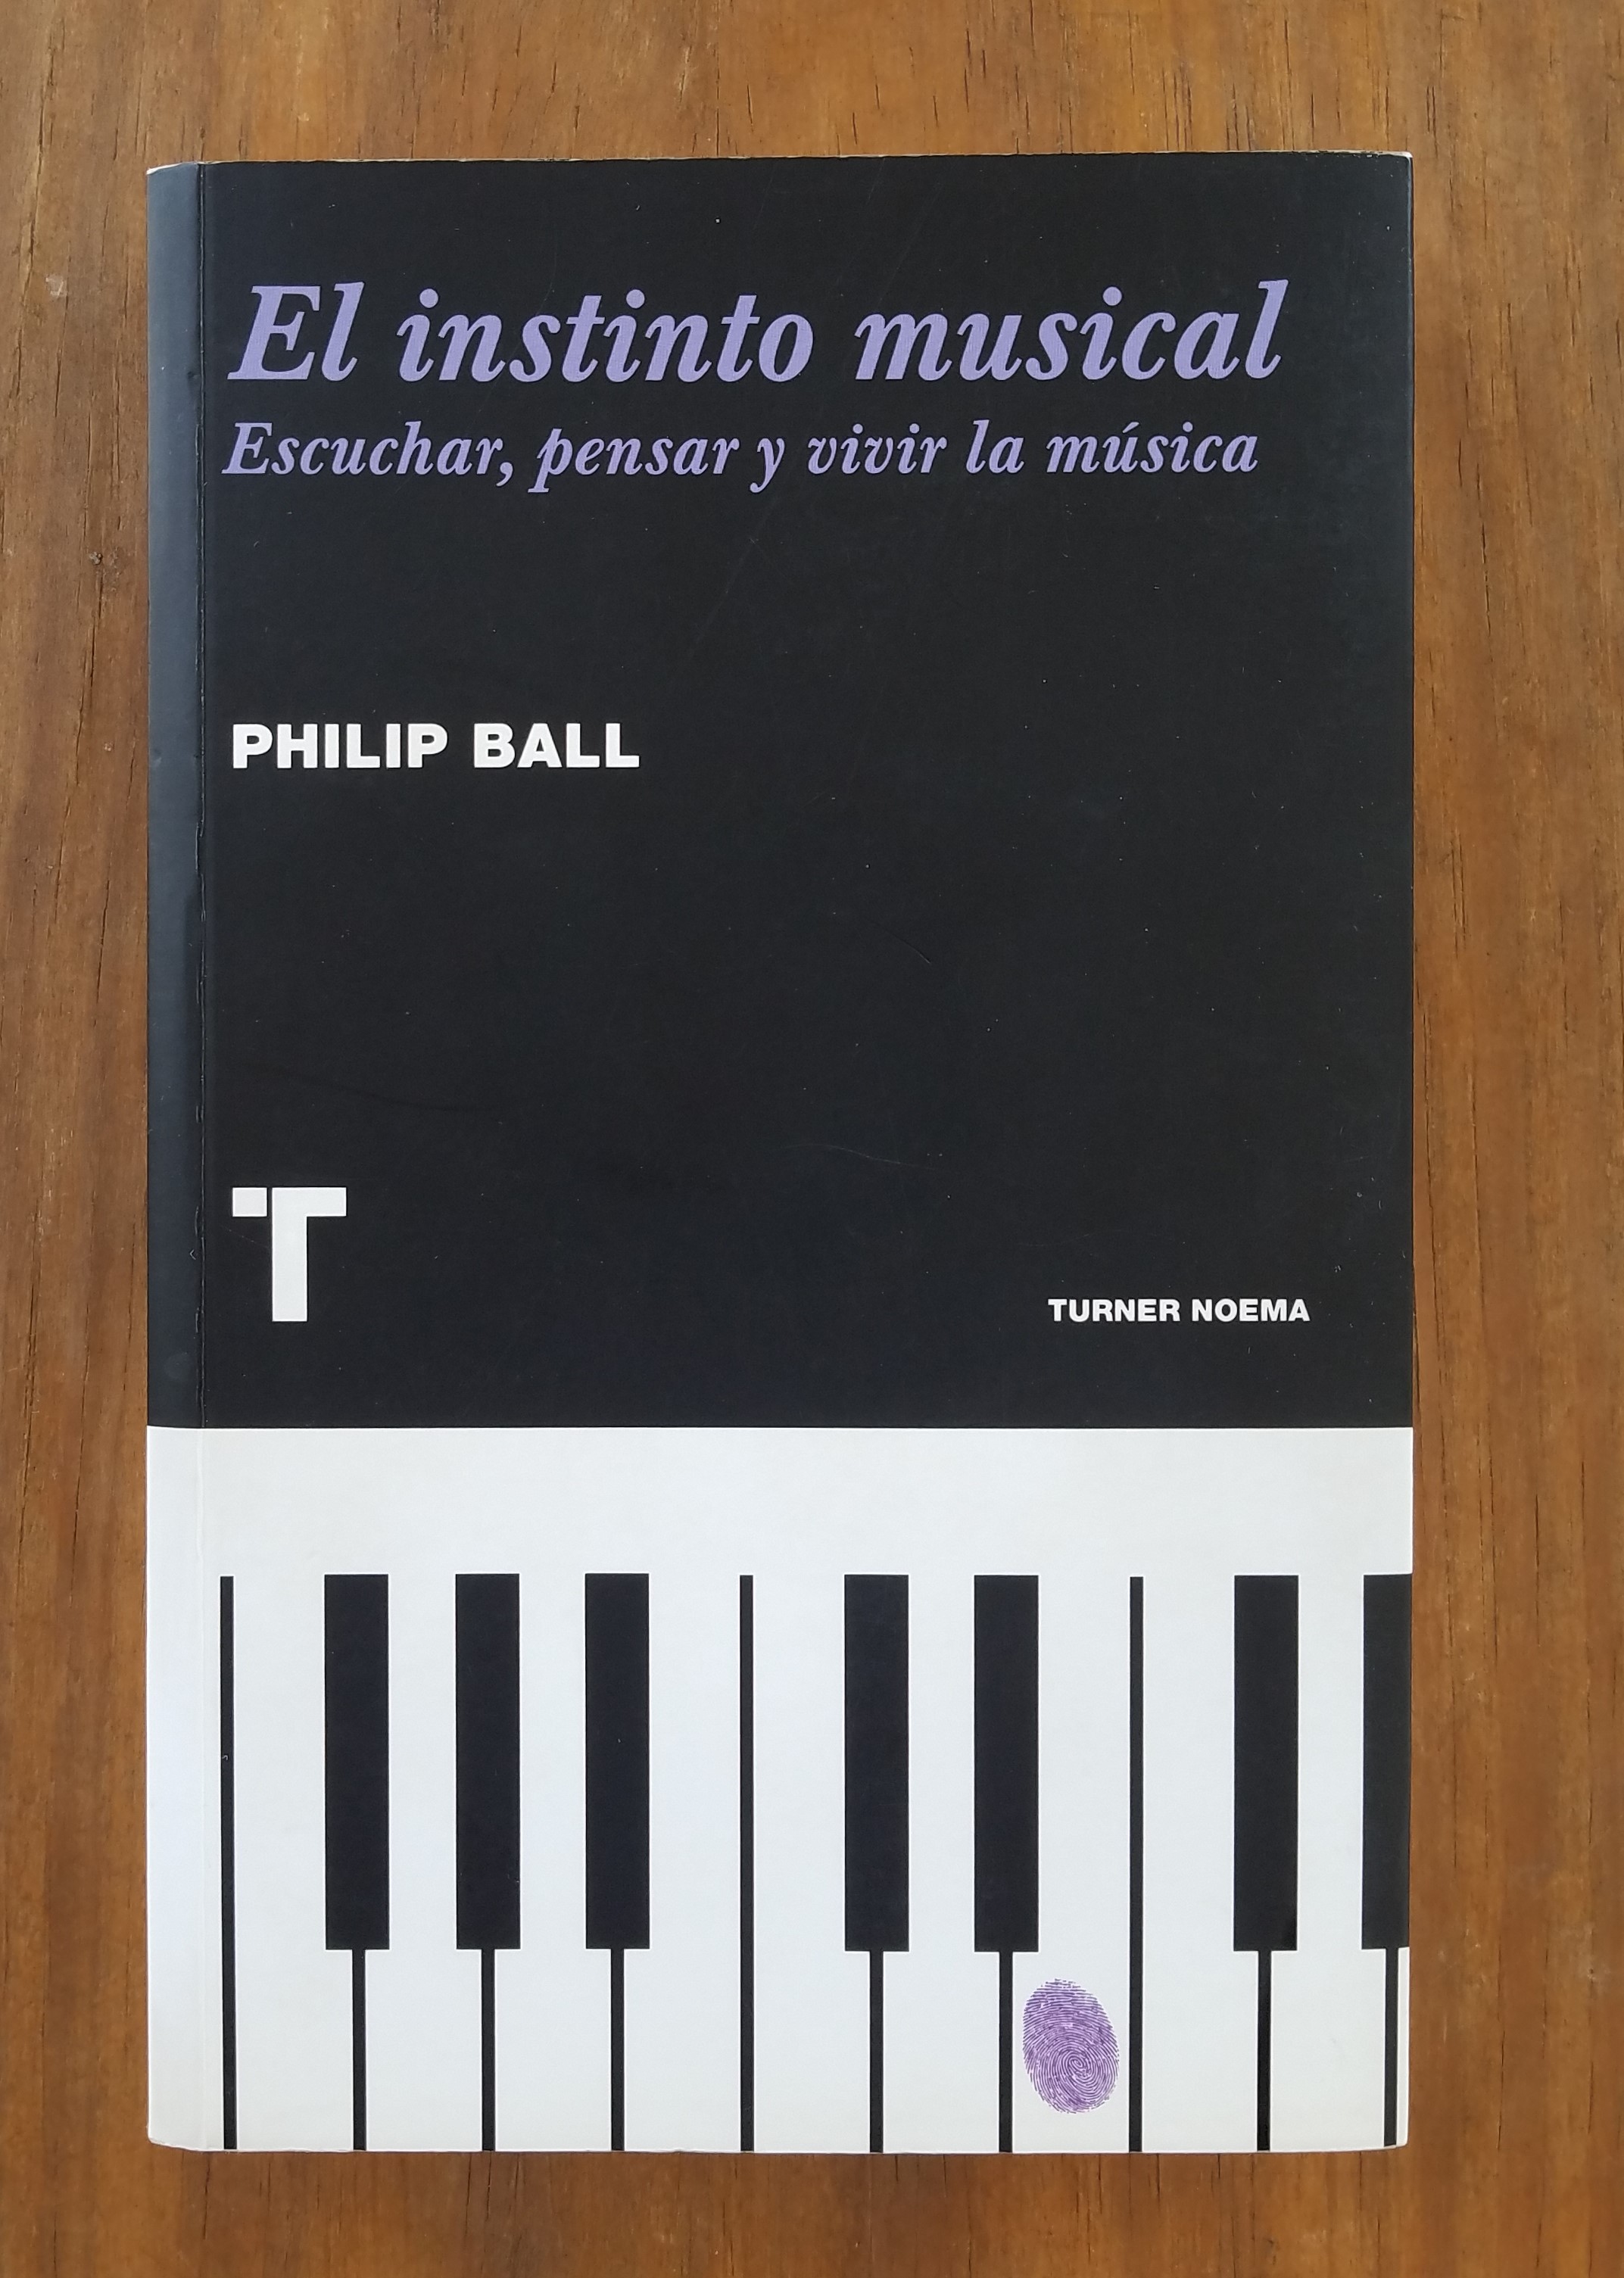 El instinto musical
Escuchar, pensar y vivir la música
PHILIP BALL
T
TURNER NOEMA